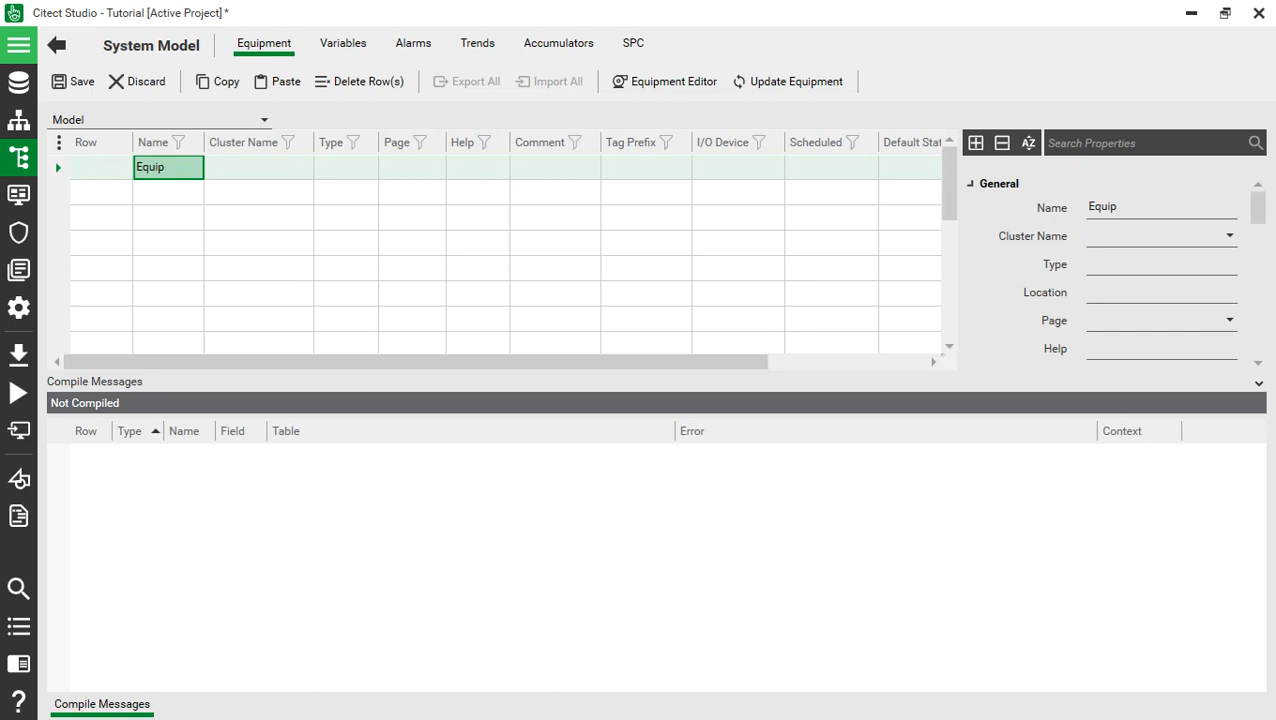 Citect Studio - Tutorial [Active Project]*
System Model
Equipment Variables Alarms Trends Accumulators SPC
Save Discard Copy Paste Delete Row(s) Export All Import All Equipment Editor Update Equipment
Model
Row Name Cluster Name Type Page Help Comment Tag Prefix I/O Device Scheduled Default Stat
Equip
Search Properties
General
Name Equip
Cluster Name
Type
Location
Page
Help
Compile Messages
Not Compiled
Row Type Name Field Table Error Context
Compile Messages